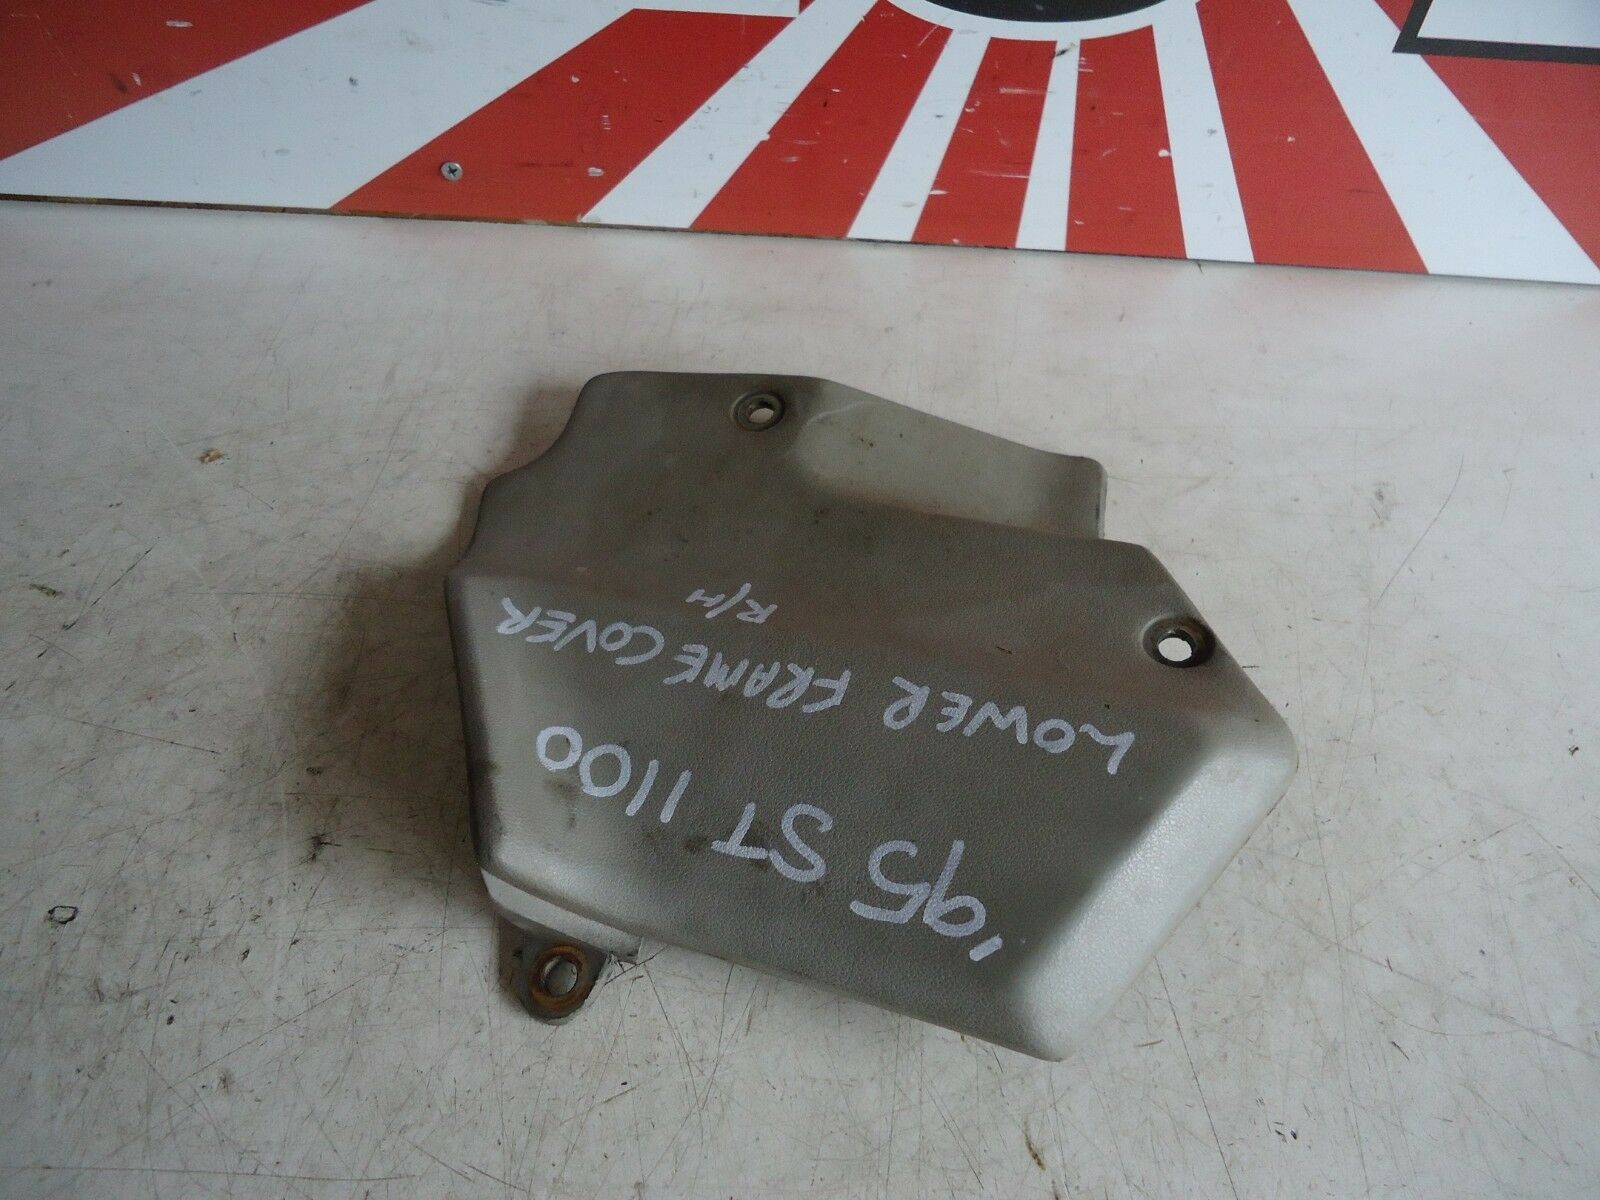 '95 ST 1100
LOWER FRAME COVER
R/H